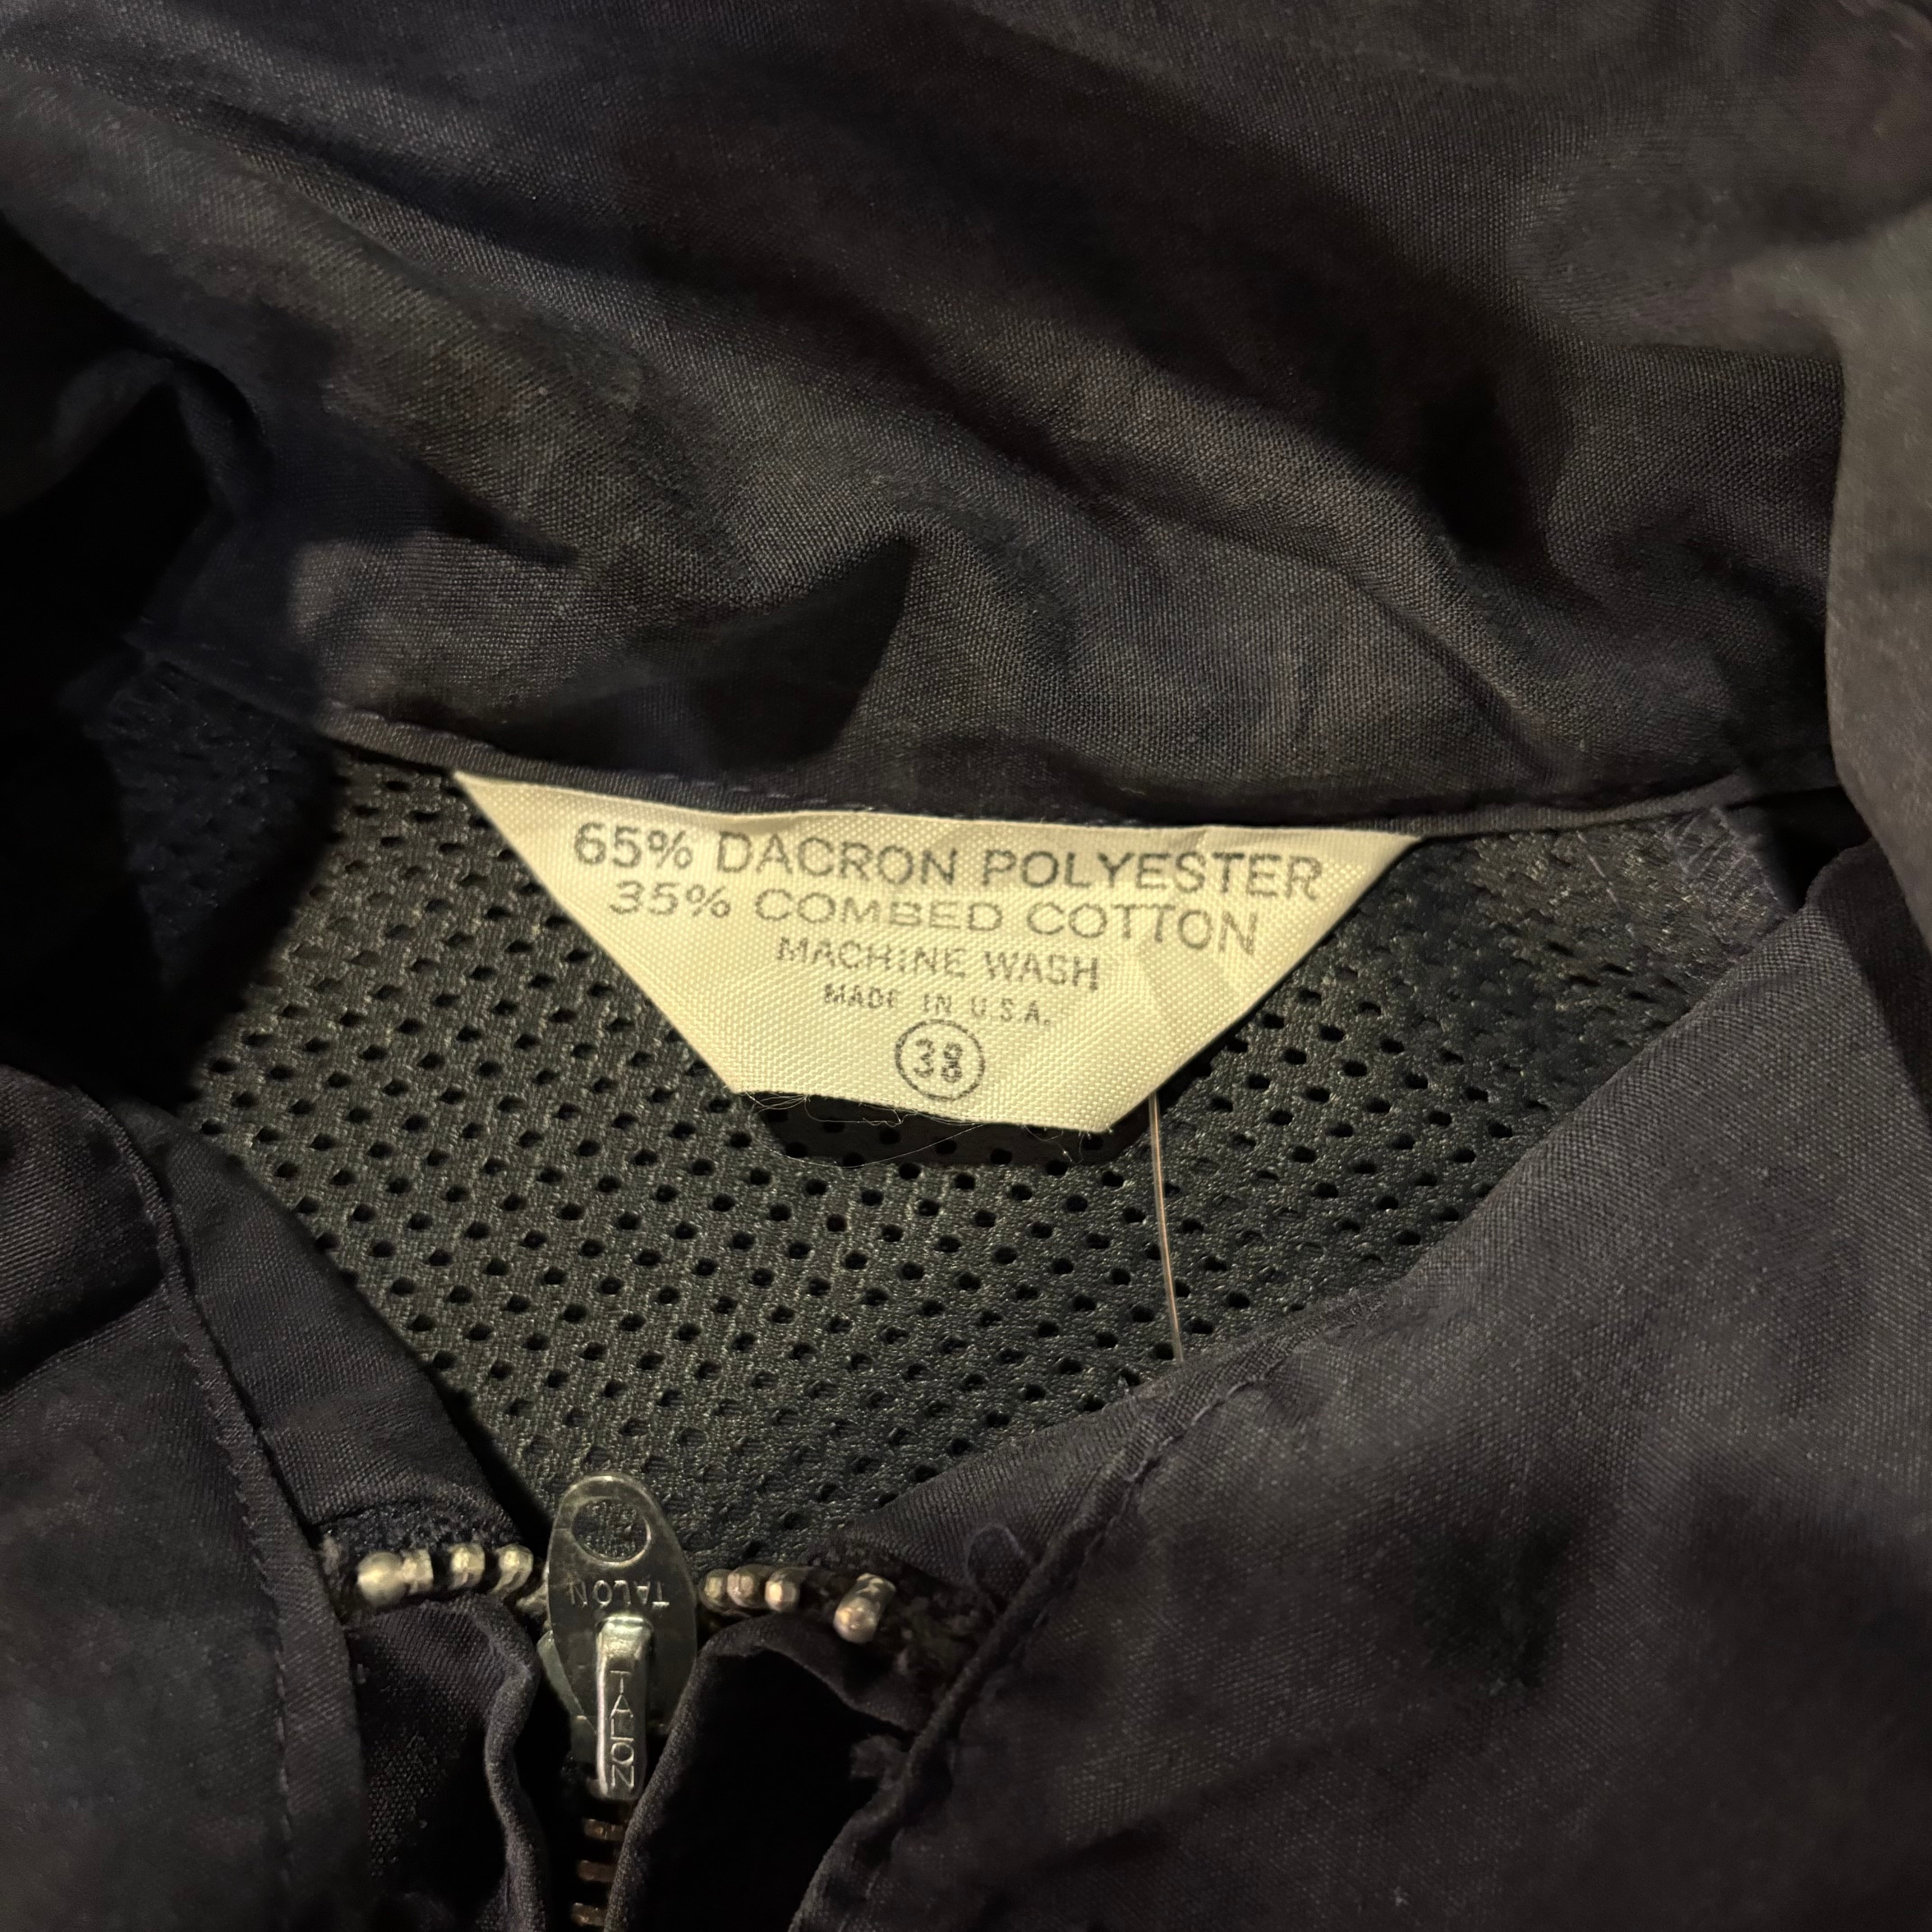 65% DACRON POLYESTER
35% COMBED COTTON
MACHINE WASH
MADE IN U.S.A.
38
TALON
TALON